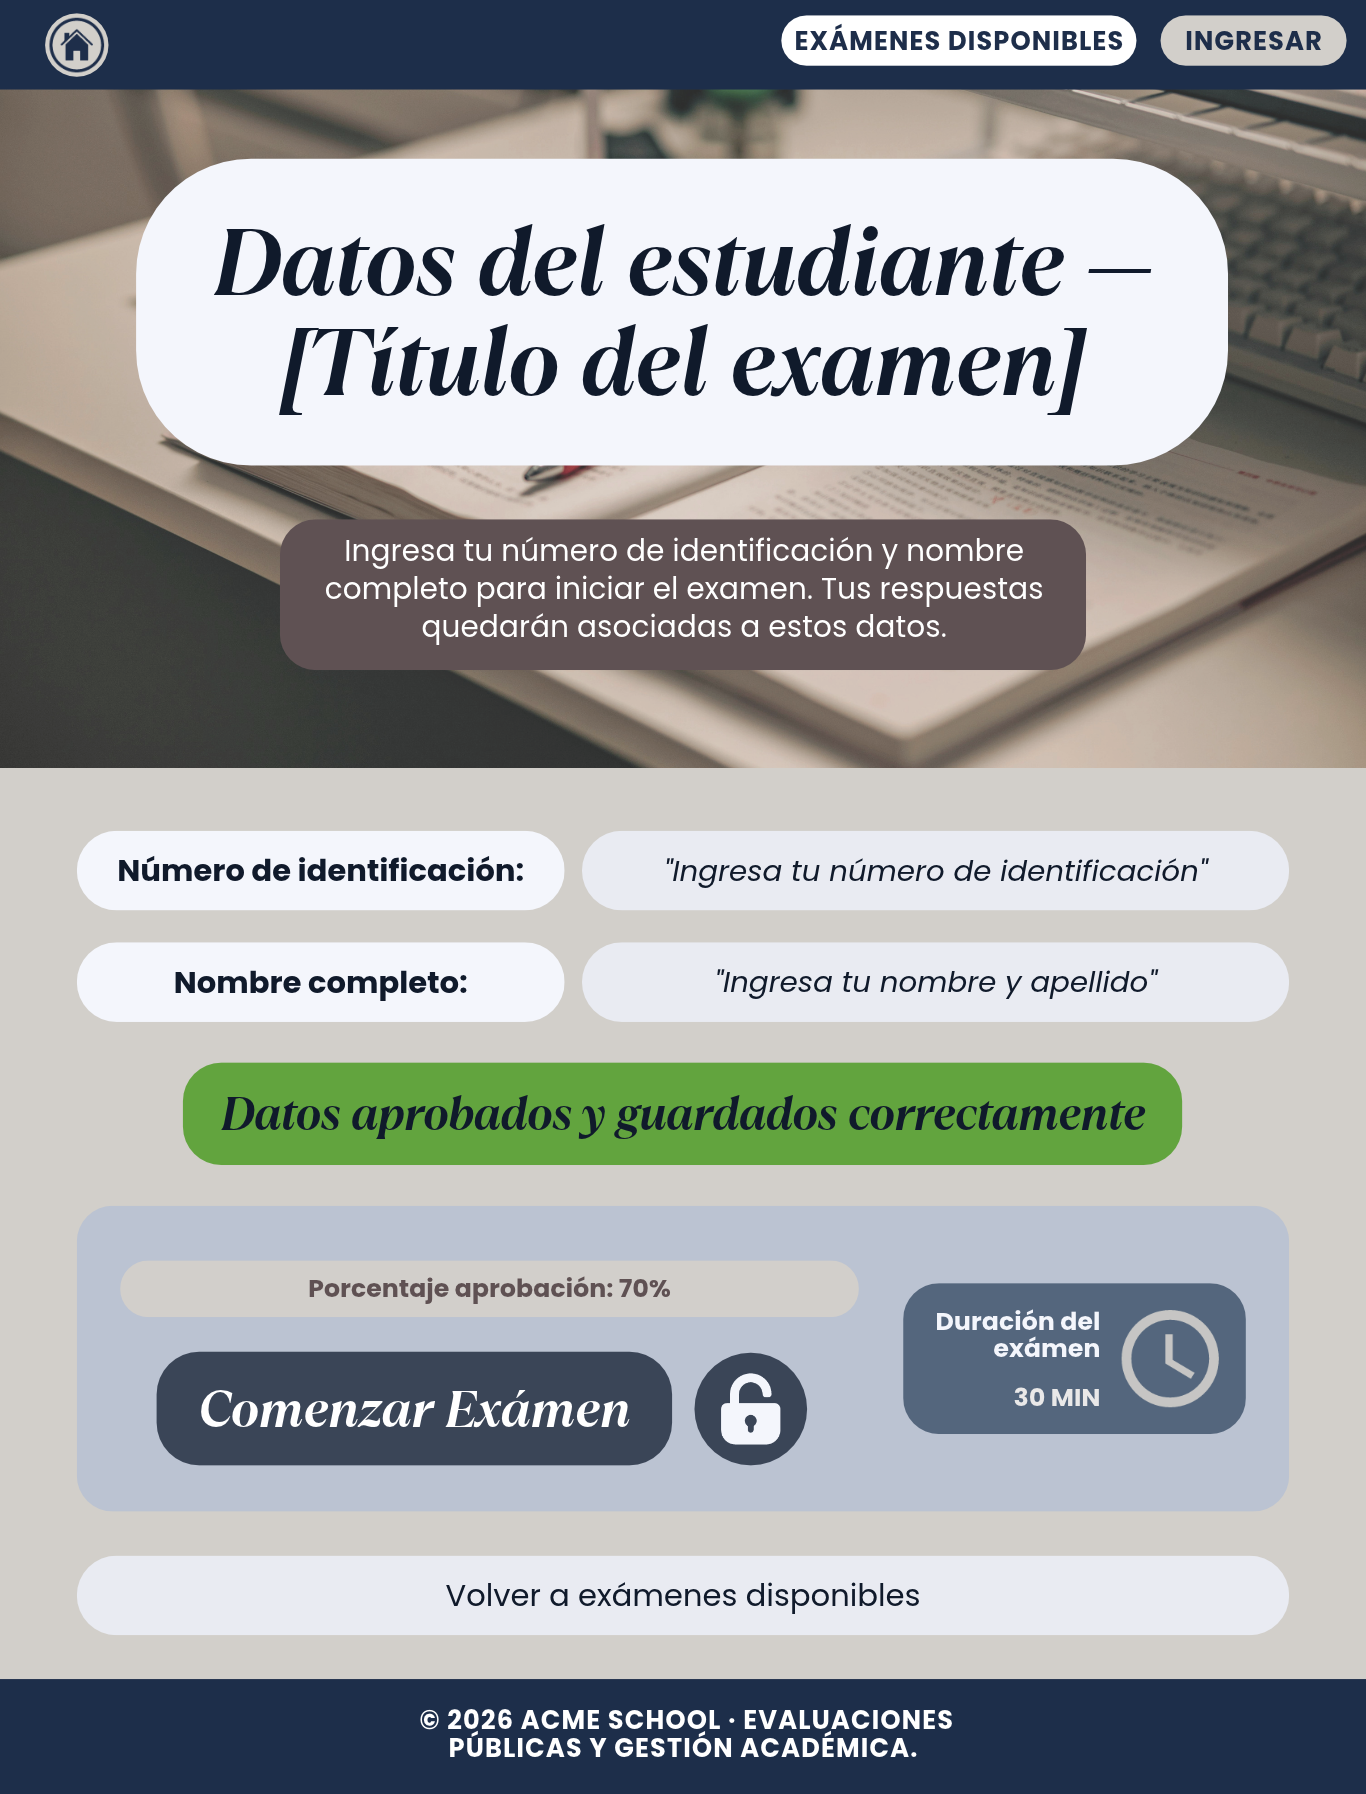 EXÁMENES DISPONIBLES
INGRESAR
Datos del estudiante –
[Título del examen]
Ingresa tu número de identificación y nombre
completo para iniciar el examen. Tus respuestas
quedarán asociadas a estos datos.
Número de identificación:
"Ingresa tu número de identificación"
Nombre completo:
"Ingresa tu nombre y apellido"
Datos aprobados y guardados correctamente
Porcentaje aprobación: 70%
Comenzar Exámen
Duración del
exámen
30 MIN
Volver a exámenes disponibles
© 2026 ACME SCHOOL · EVALUACIONES
PÚBLICAS Y GESTIÓN ACADÉMICA.